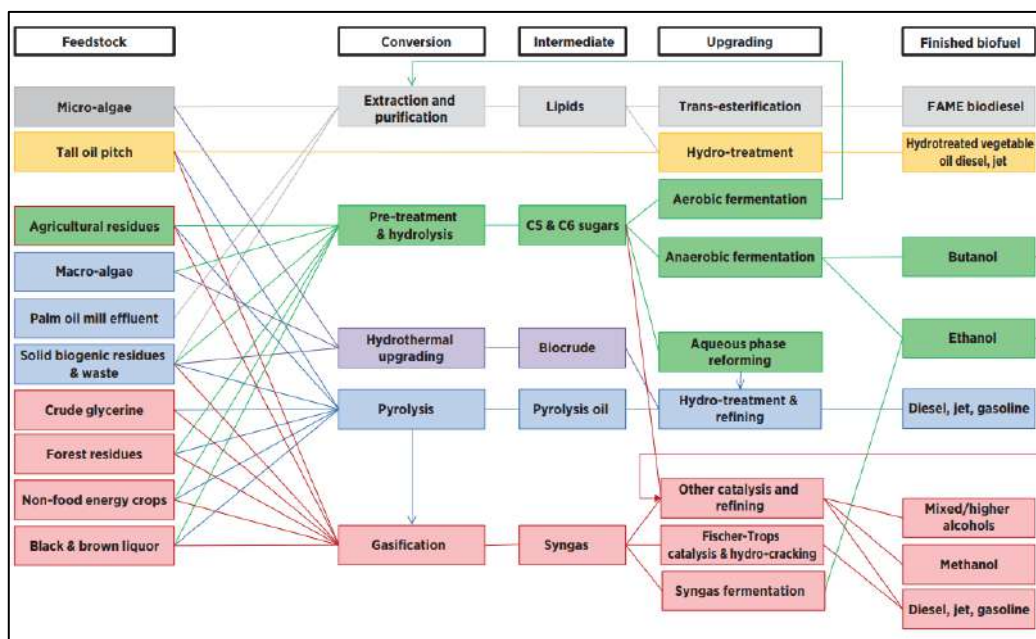 Feedstock
Conversion
Intermediate
Upgrading
Finished biofuel
Micro-algae
Extraction and
purification
Lipids
Trans-esterification
FAME biodiesel
Tall oil pitch
Hydro-treatment
Hydrotreated vegetable
oil diesel, jet
Agricultural residues
Pre-treatment
& hydrolysis
C5 & C6 sugars
Aerobic fermentation
Macro-algae
Anaerobic fermentation
Butanol
Palm oil mill effluent
Solid biogenic residues
& waste
Hydrothermal
upgrading
Biocrude
Aqueous phase
reforming
Ethanol
Crude glycerine
Pyrolysis
Pyrolysis oil
Hydro-treatment &
refining
Diesel, jet, gasoline
Forest residues
Non-food energy crops
Other catalysis and
refining
Mixed/higher
alcohols
Black & brown liquor
Gasification
Syngas
Fischer-Trops
catalysis & hydro-cracking
Methanol
Syngas fermentation
Diesel, jet, gasoline